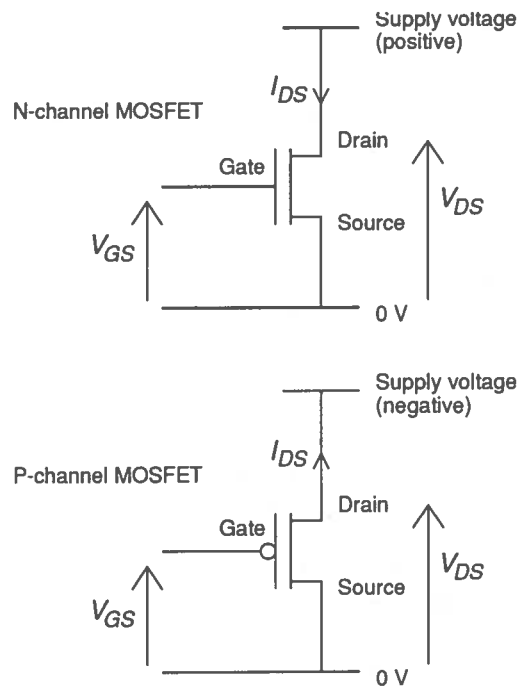 Supply voltage
(positive)
I_DS
N-channel MOSFET
Drain
Gate
V_DS
Source
V_GS
0 V
Supply voltage
(negative)
I_DS
P-channel MOSFET
Drain
Gate
V_DS
Source
V_GS
0 V